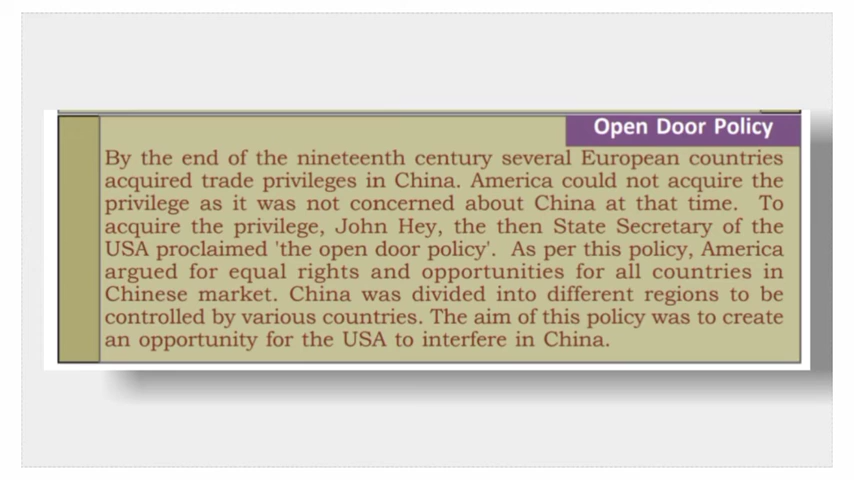 Open Door Policy
By the end of the nineteenth century several European countries
acquired trade privileges in China. America could not acquire the
privilege as it was not concerned about China at that time. To
acquire the privilege, John Hey, the then State Secretary of the
USA proclaimed 'the open door policy'. As per this policy, America
argued for equal rights and opportunities for all countries in
Chinese market. China was divided into different regions to be
controlled by various countries. The aim of this policy was to create
an opportunity for the USA to interfere in China.